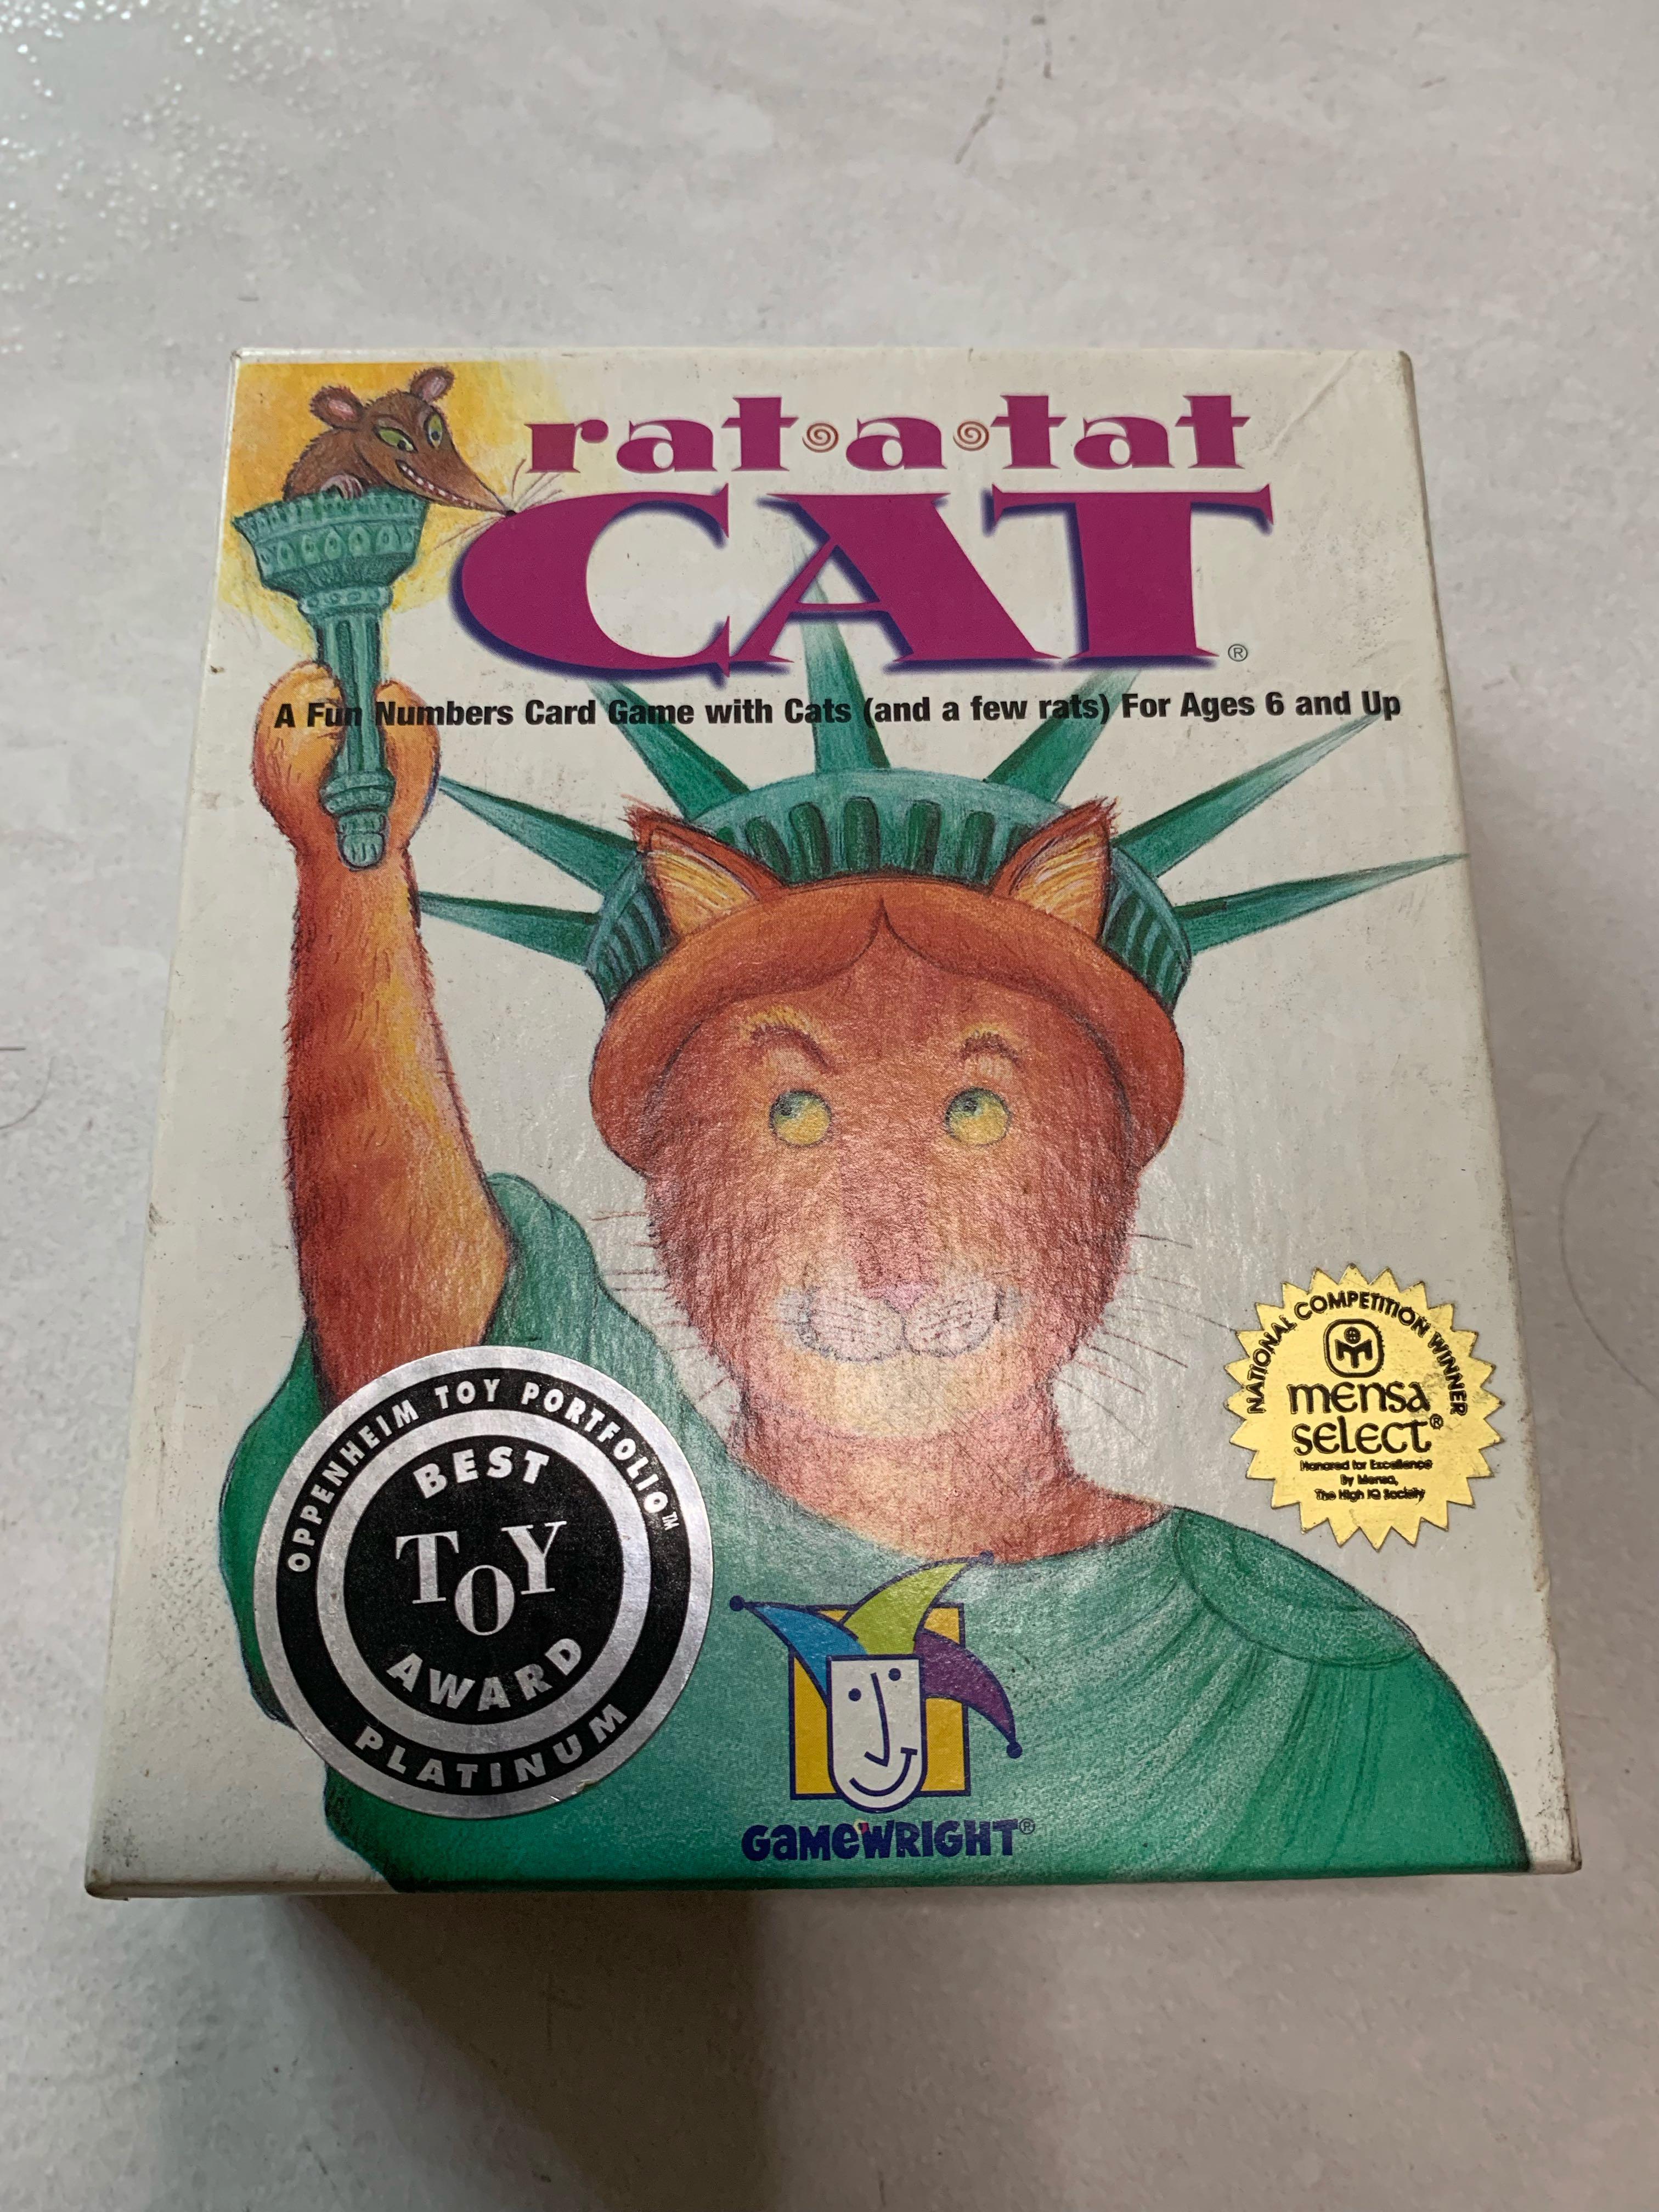 rat a tat
CAT®
A Fun Numbers Card Game with Cats (and a few rats) For Ages 6 and Up
NATIONAL COMPETITION WINNER
mensa
select®
Honored for Excellence
By Mensa,
The High IQ Society
OPPENHEIM TOY PORTFOLIO™
BEST
TOY
AWARD
PLATINUM
GAMEWRIGHT®